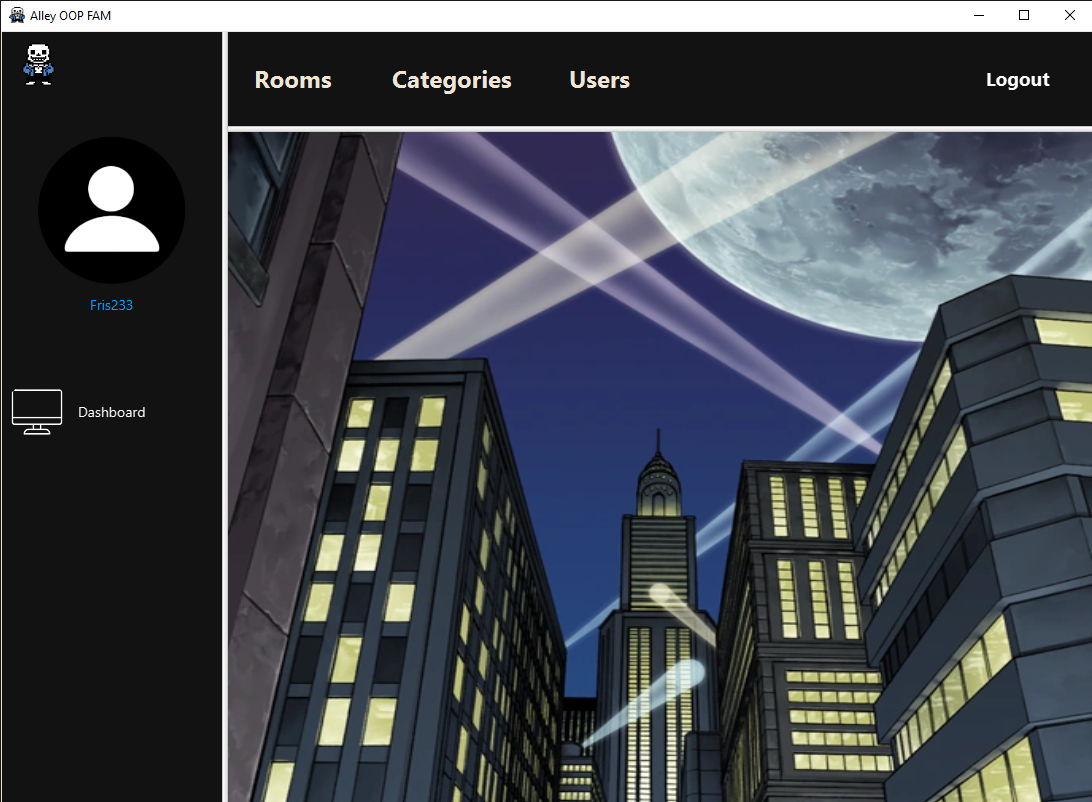 Alley OOP FAM
Rooms Categories Users Logout
Fris233
Dashboard